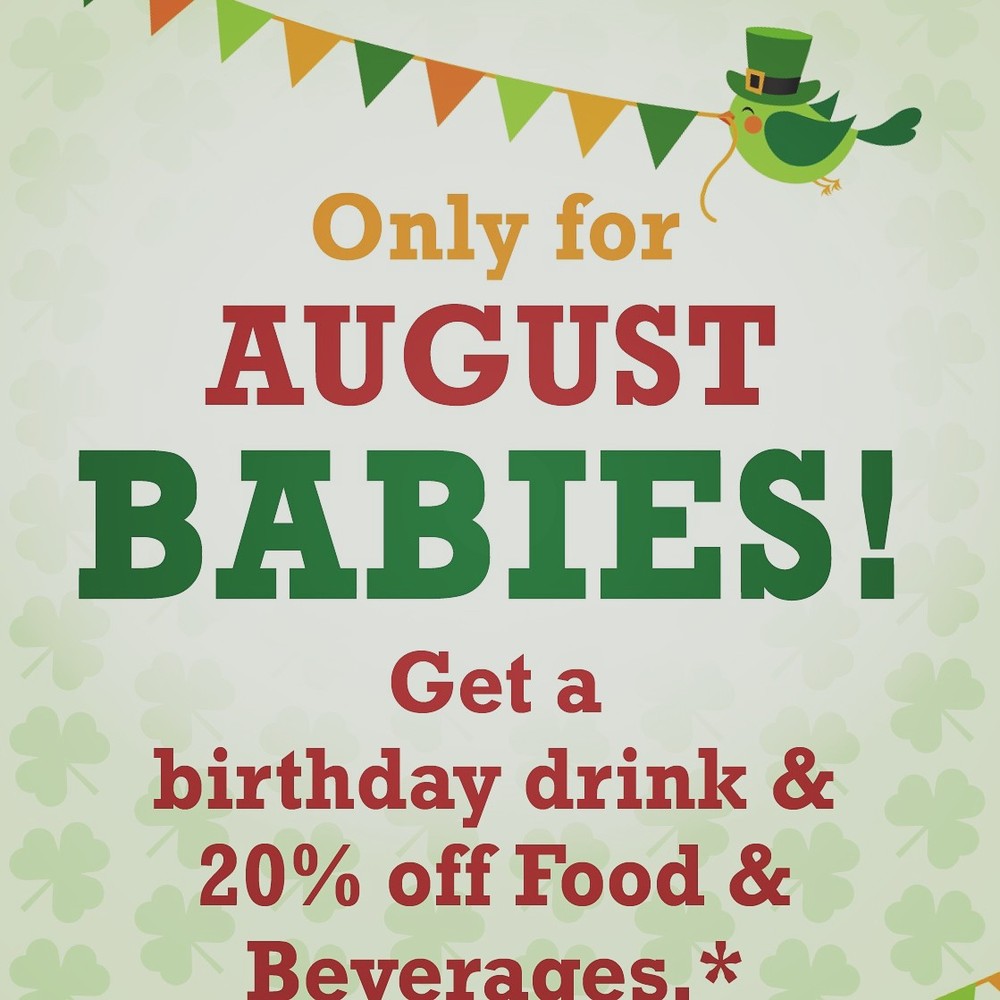 Only for
AUGUST
BABIES!
Get a
birthday drink &
20% off Food &
Beverages.*